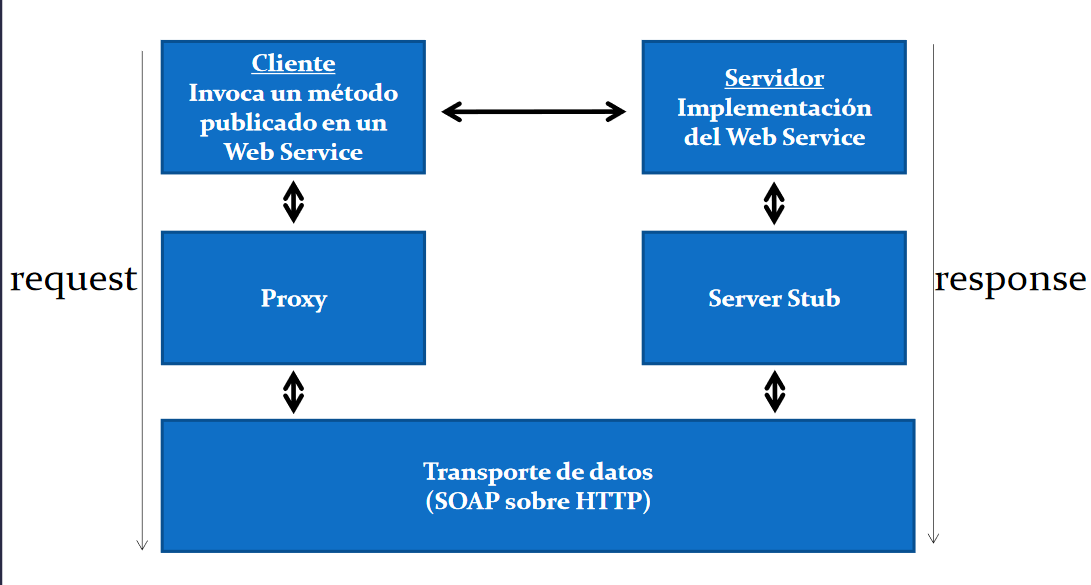 Cliente
Invoca un método
publicado en un
Web Service
Servidor
Implementación
del Web Service
request
Proxy
Server Stub
response
Transporte de datos
(SOAP sobre HTTP)